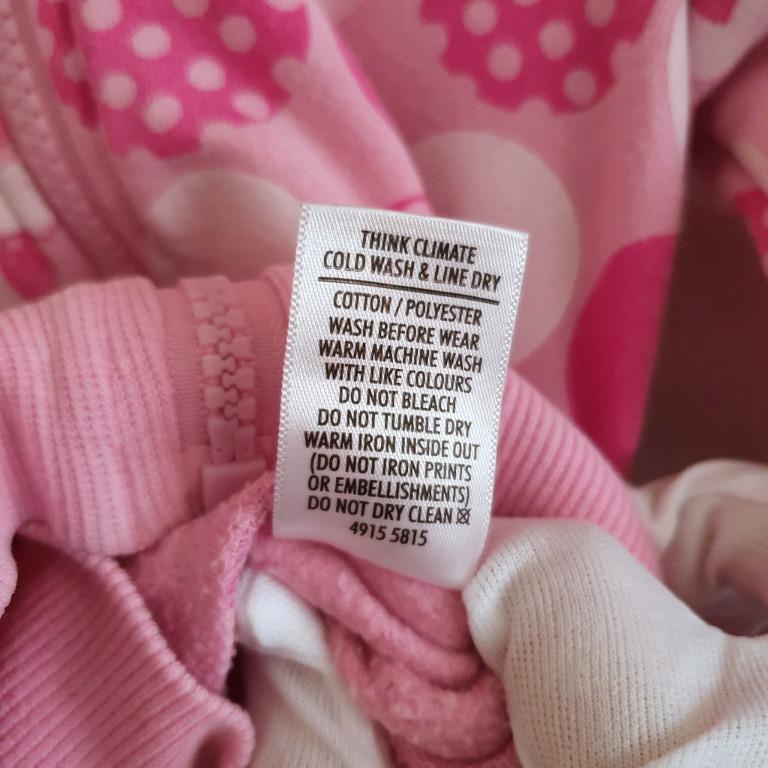 THINK CLIMATE
COLD WASH & LINE DRY
COTTON / POLYESTER
WASH BEFORE WEAR
WARM MACHINE WASH
WITH LIKE COLOURS
DO NOT BLEACH
DO NOT TUMBLE DRY
WARM IRON INSIDE OUT
(DO NOT IRON PRINTS
OR EMBELLISHMENTS)
DO NOT DRY CLEAN
4915 5815